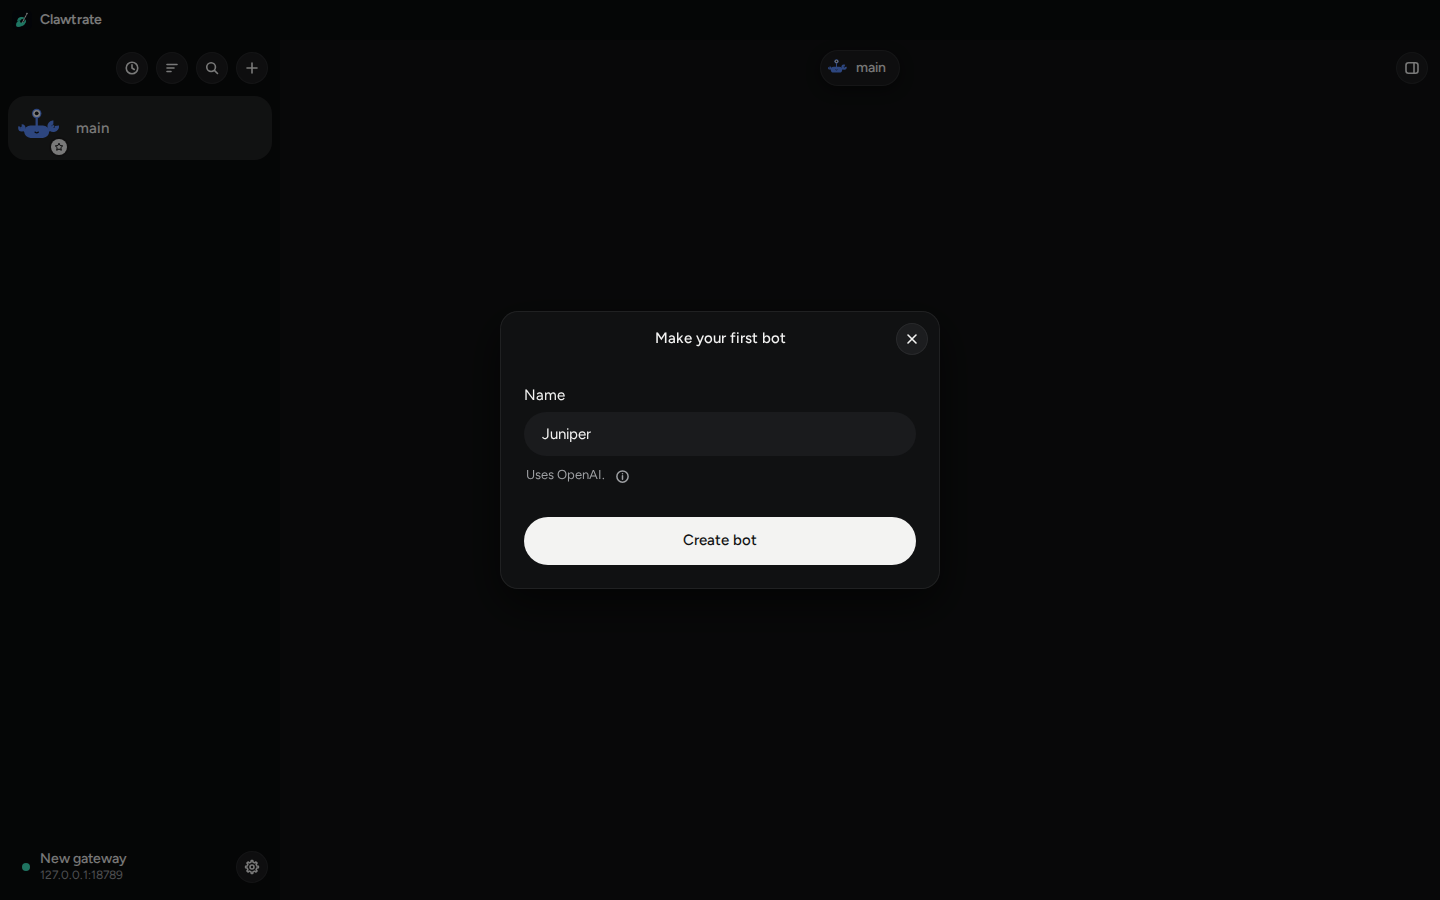 Clawtrate
main
main
Make your first bot
Name
Juniper
Uses OpenAI.
Create bot
New gateway
127.0.0.1:18789